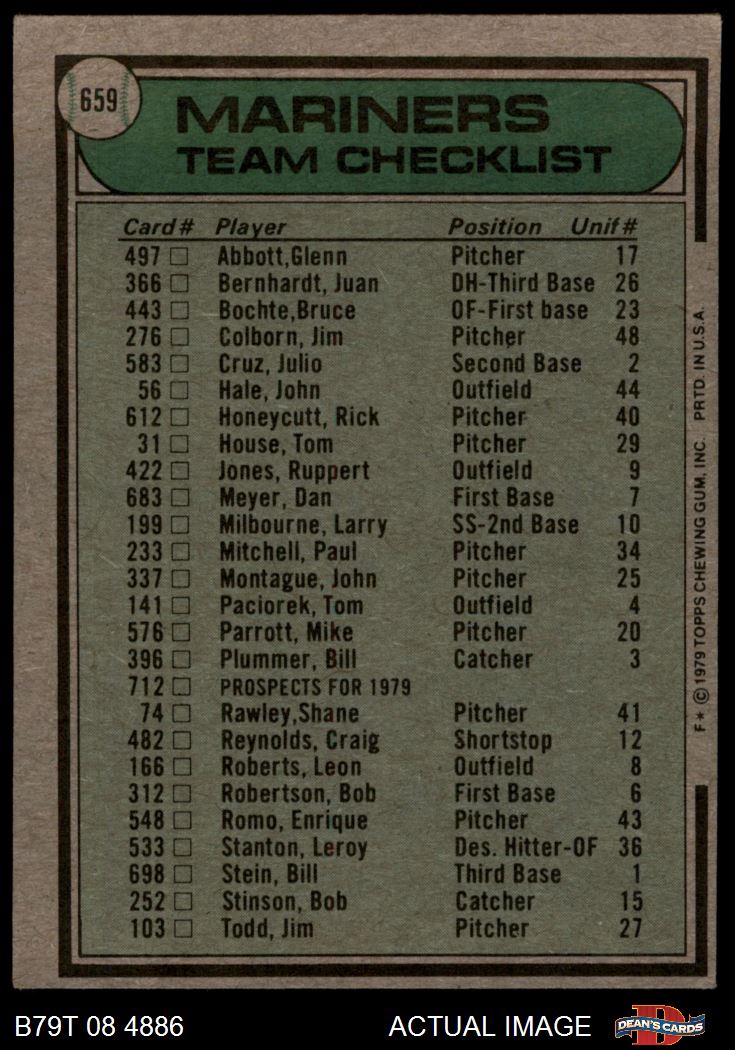 659
MARINERS
TEAM CHECKLIST
Card # Player Position Unif #
497 □ Abbott,Glenn Pitcher 17
366 □ Bernhardt, Juan DH-Third Base 26
443 □ Bochte,Bruce OF-First base 23
276 □ Colborn, Jim Pitcher 48
583 □ Cruz, Julio Second Base 2
56 □ Hale, John Outfield 44
612 □ Honeycutt, Rick Pitcher 40
31 □ House, Tom Pitcher 29
422 □ Jones, Ruppert Outfield 9
683 □ Meyer, Dan First Base 7
199 □ Milbourne, Larry SS-2nd Base 10
233 □ Mitchell, Paul Pitcher 34
337 □ Montague, John Pitcher 25
141 □ Paciorek, Tom Outfield 4
576 □ Parrott, Mike Pitcher 20
396 □ Plummer, Bill Catcher 3
712 □ PROSPECTS FOR 1979
74 □ Rawley,Shane Pitcher 41
482 □ Reynolds, Craig Shortstop 12
166 □ Roberts, Leon Outfield 8
312 □ Robertson, Bob First Base 6
548 □ Romo, Enrique Pitcher 43
533 □ Stanton, Leroy Des. Hitter-OF 36
698 □ Stein, Bill Third Base 1
252 □ Stinson, Bob Catcher 15
103 □ Todd, Jim Pitcher 27
F* © 1979 TOPPS CHEWING GUM, INC. PRTD. IN U.S.A.
B79T 08 4886 ACTUAL IMAGE
D
DEAN'S CARDS